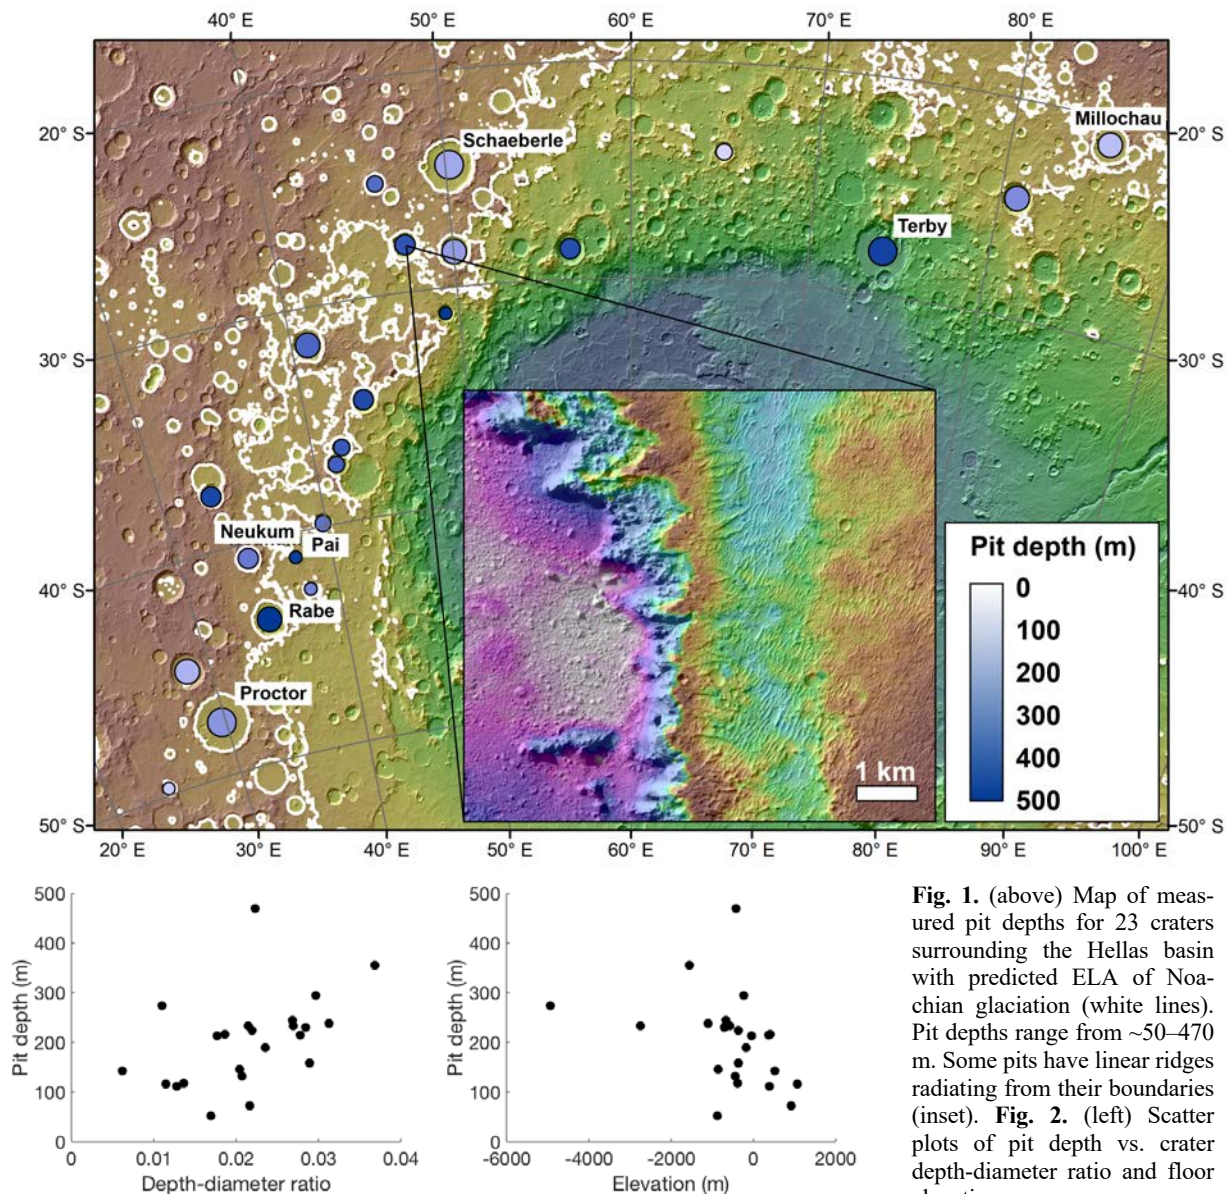 40° E 50° E 60° E 70° E 80° E
20° S
Schaeberle
Millochau
20° S
Terby
30° S
30° S
Pit depth (m)
0
100
200
300
400
500
Neukum
Pai
40° S
40° S
Rabe
Proctor
1 km
50° S
50° S
20° E 30° E 40° E 50° E 60° E 70° E 80° E 90° E 100° E
500
400
300
200
100
0
Pit depth (m)
0 0.01 0.02 0.03 0.04
Depth-diameter ratio
500
400
300
200
100
0
Pit depth (m)
-6000 -4000 -2000 0 2000
Elevation (m)
Fig. 1. (above) Map of meas-
ured pit depths for 23 craters
surrounding the Hellas basin
with predicted ELA of Noa-
chian glaciation (white lines).
Pit depths range from ~50–470
m. Some pits have linear ridges
radiating from their boundaries
(inset). Fig. 2. (left) Scatter
plots of pit depth vs. crater
depth-diameter ratio and floor